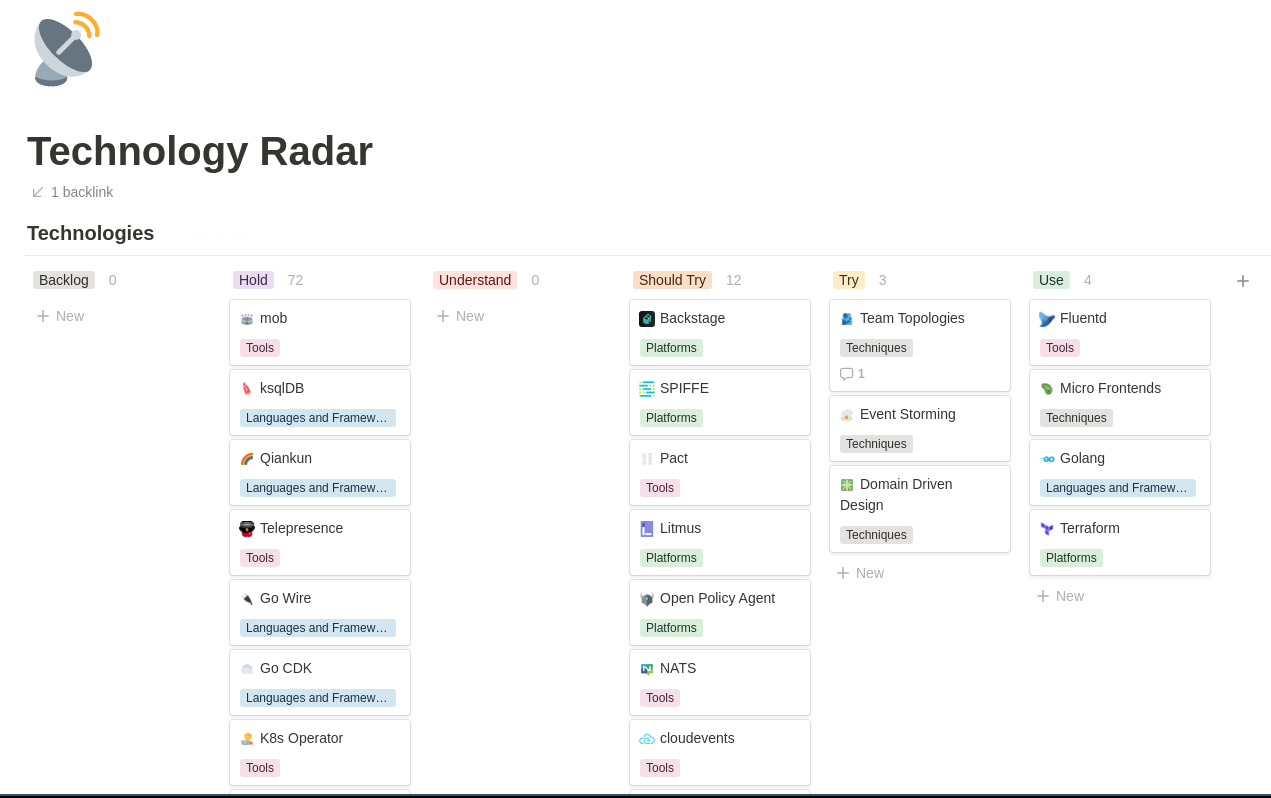 Technology Radar
1 backlink
Technologies
Backlog 0
New
Hold 72
mob
Tools
ksqlDB
Languages and Framew…
Qiankun
Languages and Framew…
Telepresence
Tools
Go Wire
Languages and Framew…
Go CDK
Languages and Framew…
K8s Operator
Tools
Understand 0
New
Should Try 12
Backstage
Platforms
SPIFFE
Platforms
Pact
Tools
Litmus
Platforms
Open Policy Agent
Platforms
NATS
Tools
cloudevents
Tools
Try 3
Team Topologies
Techniques
1
Event Storming
Techniques
Domain Driven
Design
Techniques
New
Use 4
Fluentd
Tools
Micro Frontends
Techniques
Golang
Languages and Framew…
Terraform
Platforms
New